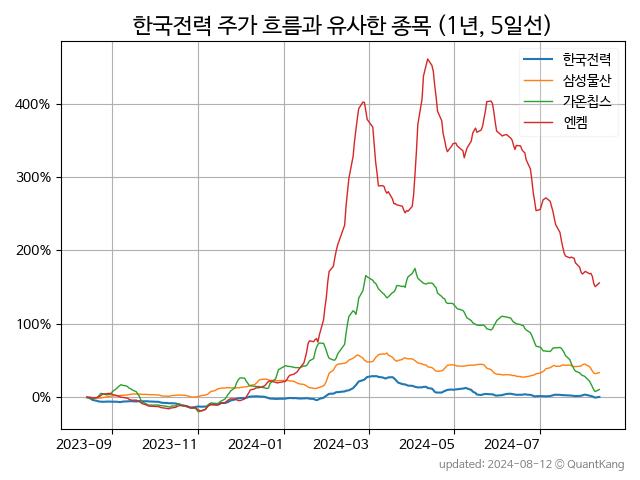 한국전력 주가 흐름과 유사한 종목 (1년, 5일선)
한국전력
삼성물산
가온칩스
엔켐
400%
300%
200%
100%
0%
2023-09 2023-11 2024-01 2024-03 2024-05 2024-07
updated: 2024-08-12 © QuantKang